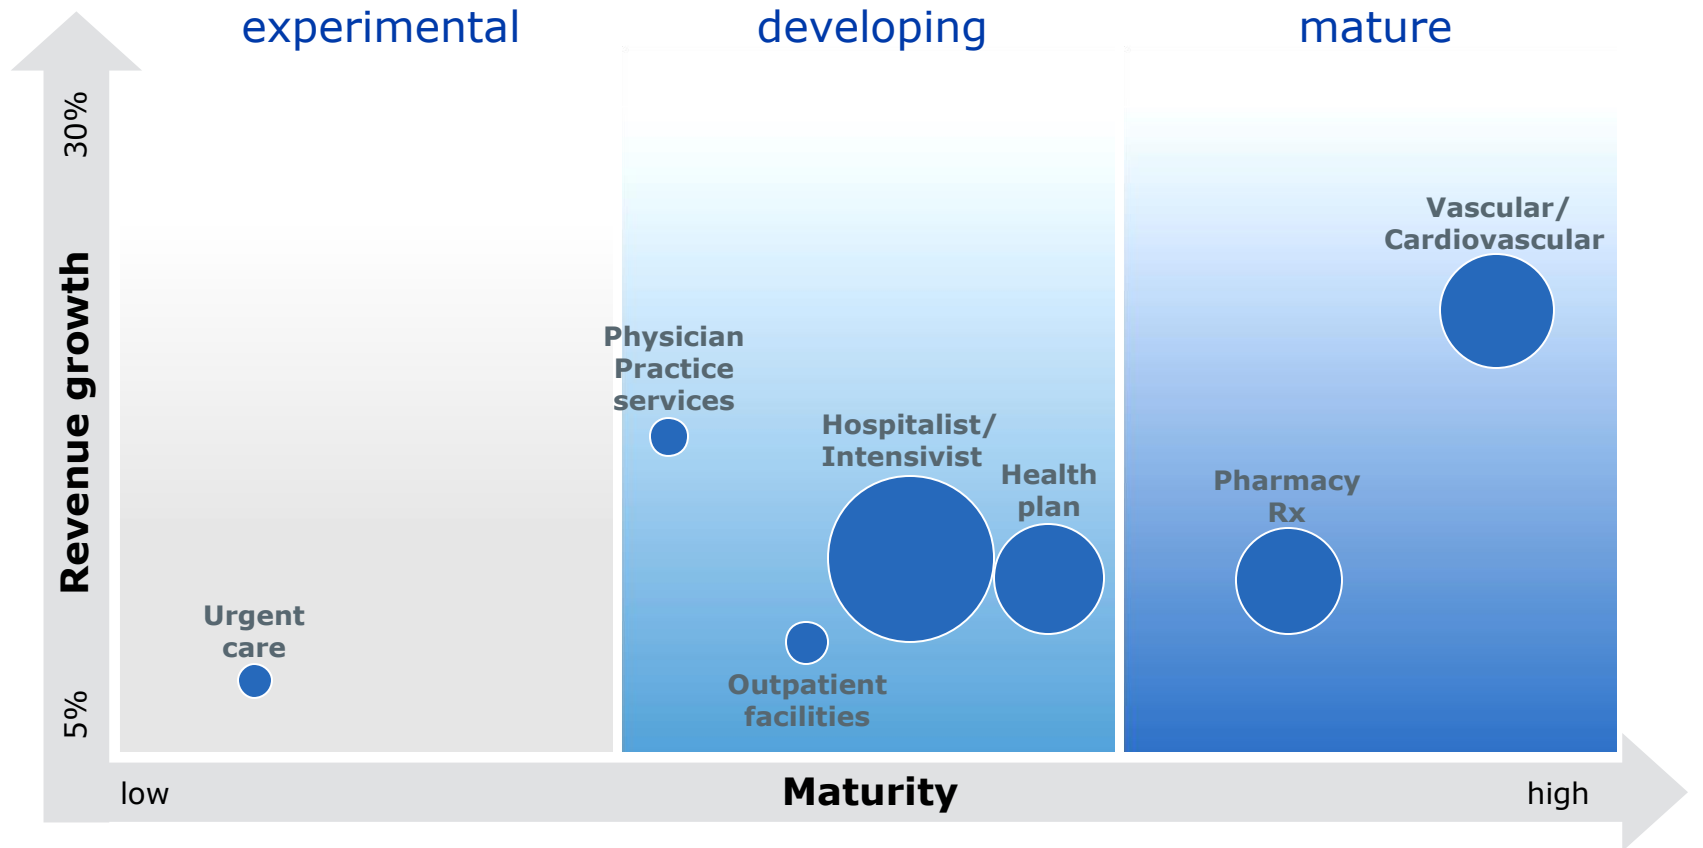 experimental
developing
mature
30%
Revenue growth
5%
Vascular/
Cardiovascular
Physician
Practice
services
Hospitalist/
Intensivist
Health
plan
Pharmacy
Rx
Urgent
care
Outpatient
facilities
low
Maturity
high